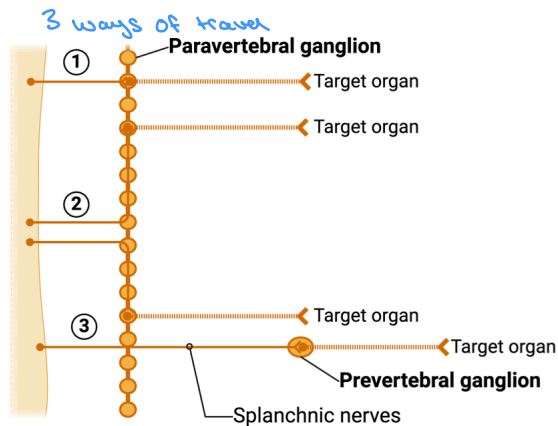 3 ways of travel
Paravertebral ganglion
1
Target organ
Target organ
2
Target organ
3
Target organ
Prevertebral ganglion
Splanchnic nerves